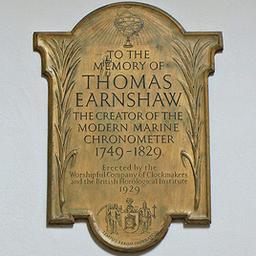 TO THE
MEMORY OF
THOMAS
EARNSHAW
THE CREATOR OF THE
MODERN MARINE
CHRONOMETER
1749-1829
Erected by the
Worshipful Company of Clockmakers
and the British Horological Institute
1929